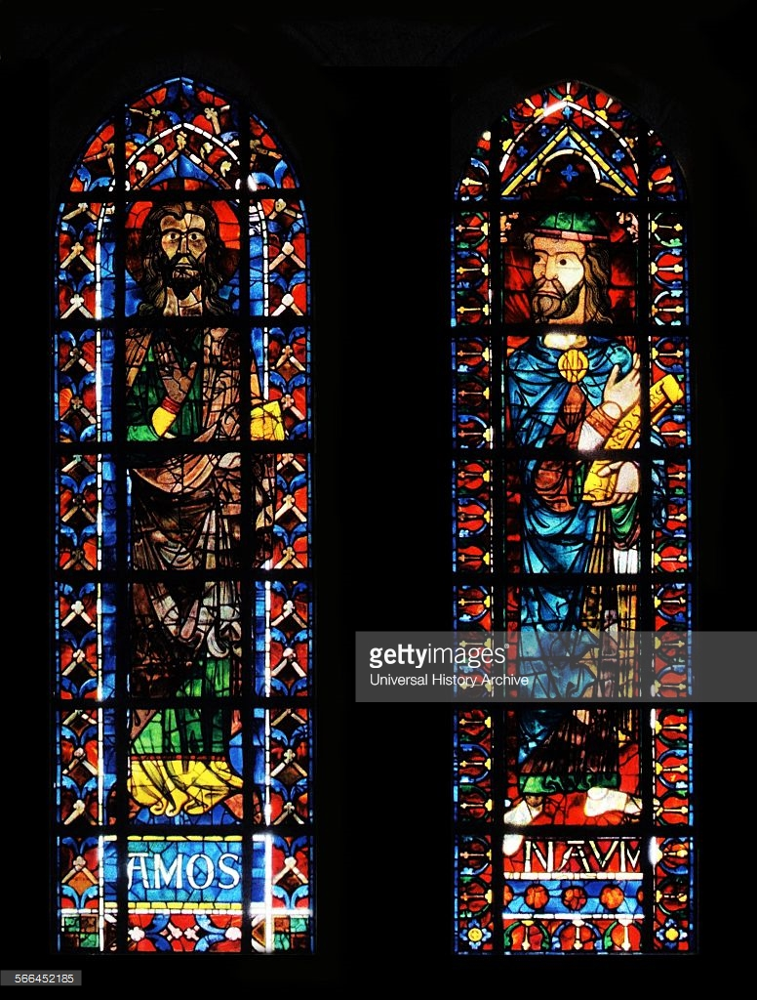 gettyimages®
Universal History Archive
AMOS
NAVM
566452185